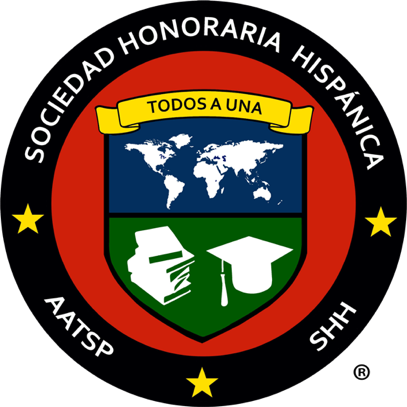 SOCIEDAD HONORARIA HISPÁNICA
TODOS A UNA
AATSP
SHH
®